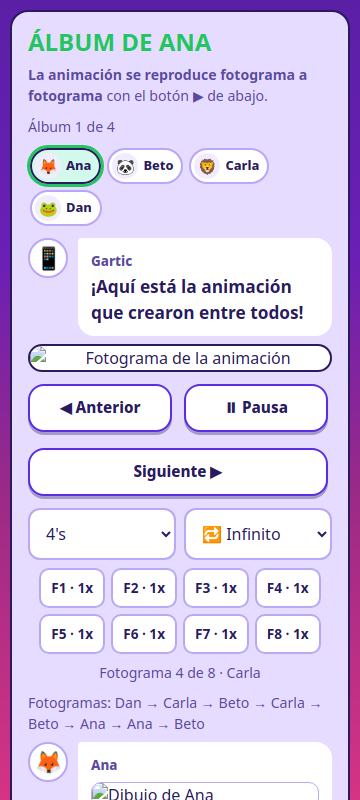 ÁLBUM DE ANA
La animación se reproduce fotograma a
fotograma con el botón ▶ de abajo.
Álbum 1 de 4
Ana
Beto
Carla
Dan
Gartic
¡Aquí está la animación
que crearon entre todos!
Fotograma de la animación
◀ Anterior
⏸ Pausa
Siguiente ▶
4's
🔁 Infinito
F1 · 1x
F2 · 1x
F3 · 1x
F4 · 1x
F5 · 1x
F6 · 1x
F7 · 1x
F8 · 1x
Fotograma 4 de 8 · Carla
Fotogramas: Dan → Carla → Beto → Carla →
Beto → Ana → Ana → Beto
Ana
Dibujo de Ana